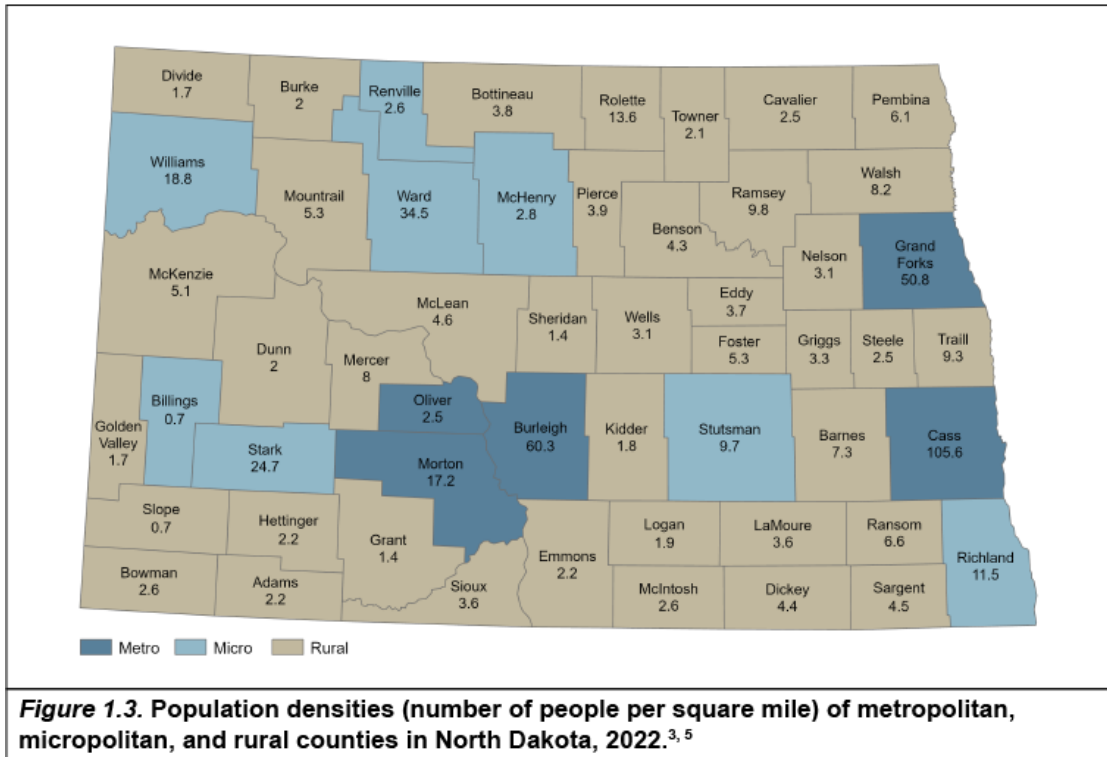 Divide
1.7
Burke
2
Renville
2.6
Bottineau
3.8
Rolette
13.6
Towner
2.1
Cavalier
2.5
Pembina
6.1
Williams
18.8
Mountrail
5.3
Ward
34.5
McHenry
2.8
Pierce
3.9
Benson
4.3
Ramsey
9.8
Walsh
8.2
Nelson
3.1
Grand
Forks
50.8
McKenzie
5.1
Dunn
2
McLean
4.6
Mercer
8
Sheridan
1.4
Wells
3.1
Eddy
3.7
Foster
5.3
Griggs
3.3
Steele
2.5
Traill
9.3
Golden
Valley
1.7
Billings
0.7
Stark
24.7
Oliver
2.5
Morton
17.2
Burleigh
60.3
Kidder
1.8
Stutsman
9.7
Barnes
7.3
Cass
105.6
Slope
0.7
Hettinger
2.2
Grant
1.4
Bowman
2.6
Adams
2.2
Sioux
3.6
Emmons
2.2
Logan
1.9
LaMoure
3.6
Ransom
6.6
Richland
11.5
McIntosh
2.6
Dickey
4.4
Sargent
4.5
Metro Micro Rural
Figure 1.3. Population densities (number of people per square mile) of metropolitan,
micropolitan, and rural counties in North Dakota, 2022.3, 5